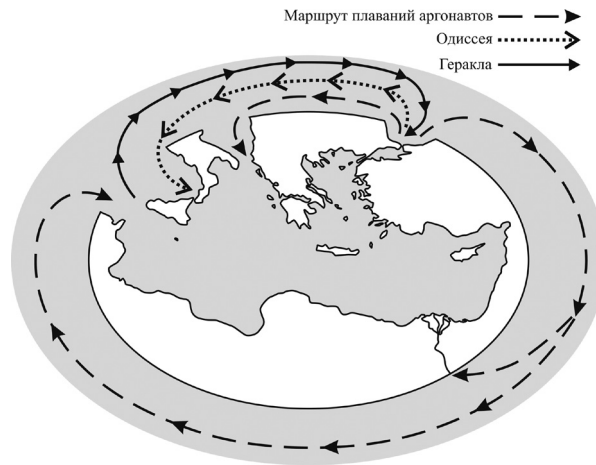 Маршрут плаваний аргонавтов
Одиссея
Геракла